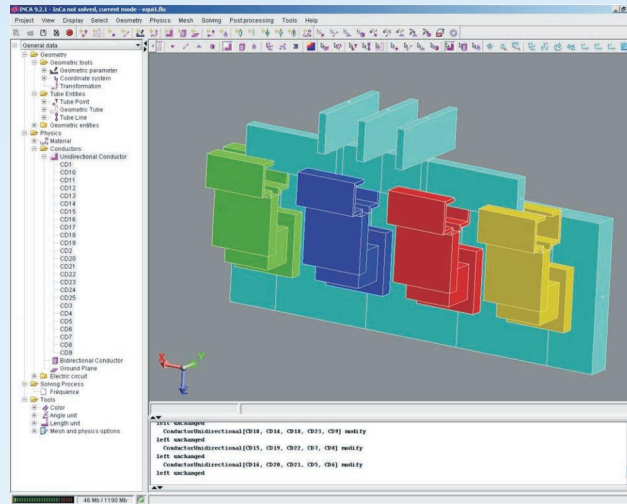 INCA 9.2.1 - InCa not solved, current mode - equit.flu
Project View Display Select Geometry Physics Mesh Solving Post processing Tools Help
General data
Geometry
Geometric tools
Geometric parameter
Coordinate system
Transformation
Tube Entities
Tube Point
Geometric Tube
Tube Line
Geometric entities
Physics
Material
Conductors
Unidirectional Conductor
CD1
CD10
CD11
CD12
CD13
CD14
CD15
CD16
CD17
CD18
CD19
CD2
CD20
CD21
CD22
CD23
CD24
CD25
CD3
CD4
CD5
CD6
CD7
CD8
CD9
Bidirectional Conductor
Ground Plane
Electric circuit
Solving Process
Fréquence
Tools
Color
Angle unit
Length unit
Mesh and physics options
X
Y
Z
left unchanged
ConductorUnidirectional[CD10, CD14, CD18, CD23, CD9] modify
left unchanged
ConductorUnidirectional[CD15, CD19, CD22, CD7, CD8] modify
left unchanged
ConductorUnidirectional[CD16, CD20, CD21, CD5, CD6] modify
left unchanged
46 Mb / 1190 Mb